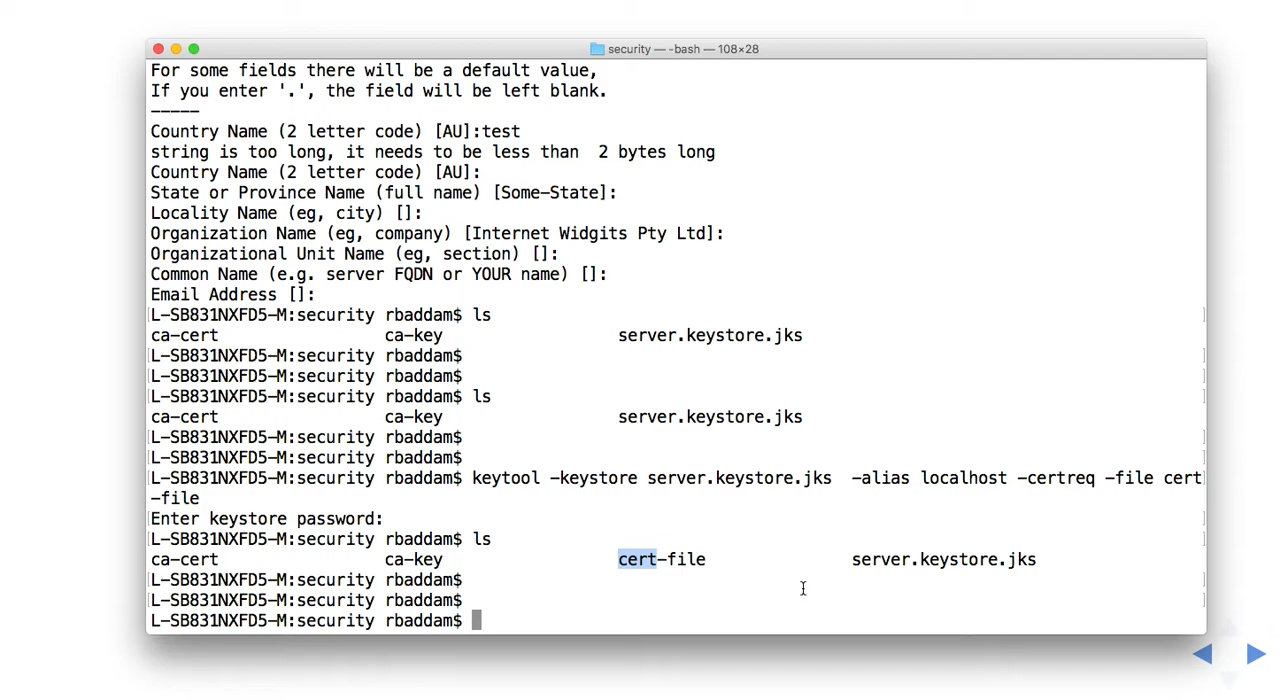 security — -bash — 108×28
For some fields there will be a default value,
If you enter '.', the field will be left blank.
-----
Country Name (2 letter code) [AU]:test
string is too long, it needs to be less than  2 bytes long
Country Name (2 letter code) [AU]:
State or Province Name (full name) [Some-State]:
Locality Name (eg, city) []:
Organization Name (eg, company) [Internet Widgits Pty Ltd]:
Organizational Unit Name (eg, section) []:
Common Name (e.g. server FQDN or YOUR name) []:
Email Address []:
[L-SB831NXFD5-M:security rbaddam$ ls ]
ca-cert ca-key server.keystore.jks
[L-SB831NXFD5-M:security rbaddam$ ]
[L-SB831NXFD5-M:security rbaddam$ ]
[L-SB831NXFD5-M:security rbaddam$ ls ]
ca-cert ca-key server.keystore.jks
[L-SB831NXFD5-M:security rbaddam$ ]
[L-SB831NXFD5-M:security rbaddam$ ]
[L-SB831NXFD5-M:security rbaddam$ keytool -keystore server.keystore.jks  -alias localhost -certreq -file cert]
-file
[Enter keystore password:
[L-SB831NXFD5-M:security rbaddam$ ls ]
ca-cert ca-key cert-file server.keystore.jks
[L-SB831NXFD5-M:security rbaddam$ ]
[L-SB831NXFD5-M:security rbaddam$ ]
L-SB831NXFD5-M:security rbaddam$